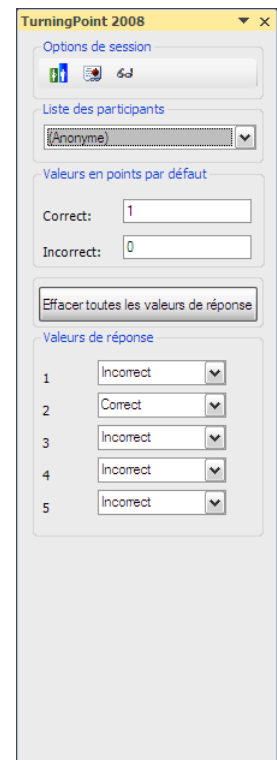 TurningPoint 2008
Options de session
Liste des participants
(Anonyme)
Valeurs en points par défaut
Correct: 1
Incorrect: 0
Effacer toutes les valeurs de réponse
Valeurs de réponse
1 Incorrect
2 Correct
3 Incorrect
4 Incorrect
5 Incorrect